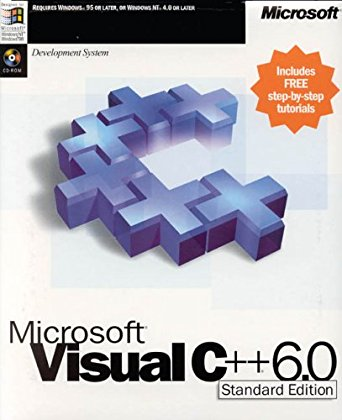 Designed for
Microsoft
Windows NT
Windows 98
REQUIRES WINDOWS 95 OR LATER, OR WINDOWS NT 4.0 OR LATER
Microsoft
CD-ROM
Development System
Includes
FREE
step-by-step
tutorials
Microsoft
Visual C++ 6.0
Standard Edition